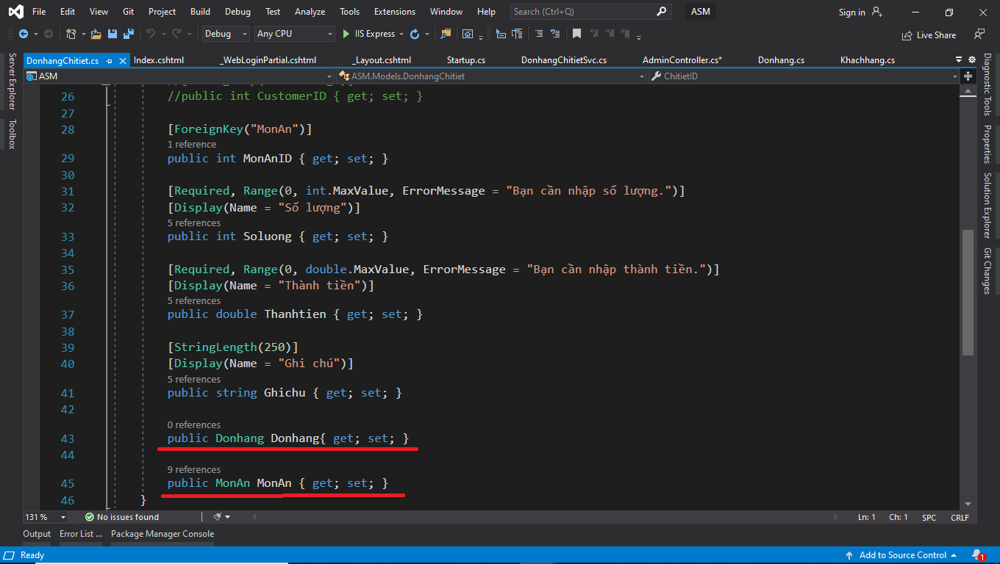 File Edit View Git Project Build Debug Test Analyze Tools Extensions Window Help Search (Ctrl+Q) ASM Sign in
Debug Any CPU IIS Express Live Share
DonhangChitiet.cs Index.cshtml _WebLoginPartial.cshtml _Layout.cshtml Startup.cs DonhangChitietSvc.cs AdminController.cs* Donhang.cs Khachhang.cs
ASM ASM.Models.DonhangChitiet ChitietID
Server Explorer
Toolbox
26 //public int CustomerID { get; set; }
27
28 [ForeignKey("MonAn")]
1 reference
29 public int MonAnID { get; set; }
30
31 [Required, Range(0, int.MaxValue, ErrorMessage = "Bạn cần nhập số lượng.")]
32 [Display(Name = "Số lượng")]
5 references
33 public int Soluong { get; set; }
34
35 [Required, Range(0, double.MaxValue, ErrorMessage = "Bạn cần nhập thành tiền.")]
36 [Display(Name = "Thành tiền")]
5 references
37 public double Thanhtien { get; set; }
38
39 [StringLength(250)]
40 [Display(Name = "Ghi chú")]
5 references
41 public string Ghichu { get; set; }
42
0 references
43 public Donhang Donhang{ get; set; }
44
9 references
45 public MonAn MonAn { get; set; }
46 }
Diagnostic Tools
Properties
Solution Explorer
Git Changes
131 % No issues found Ln: 1 Ch: 1 SPC CRLF
Output Error List ... Package Manager Console
Ready Add to Source Control 1